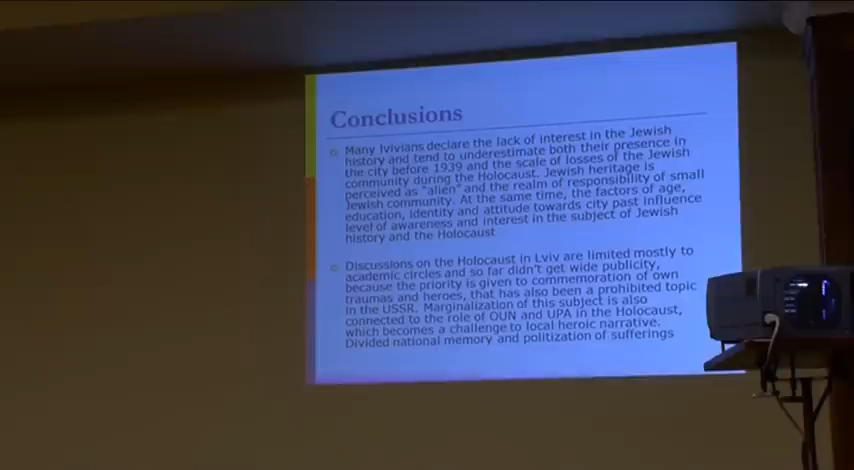 Conclusions
Many lvivians declare the lack of interest in the Jewish
history and tend to underestimate both their presence in
the city before 1939 and the scale of losses of the Jewish
community during the Holocaust. Jewish heritage is
perceived as "alien" and the realm of responsibility of small
Jewish community. At the same time, the factors of age,
education, identity and attitude towards city past influence
level of awareness and interest in the subject of Jewish
history and the Holocaust
Discussions on the Holocaust in Lviv are limited mostly to
academic circles and so far didn't get wide publicity,
because the priority is given to commemoration of own
traumas and heroes, that has also been a prohibited topic
in the USSR. Marginalization of this subject is also
connected to the role of OUN and UPA in the Holocaust,
which becomes a challenge to local heroic narrative.
Divided national memory and politization of sufferings